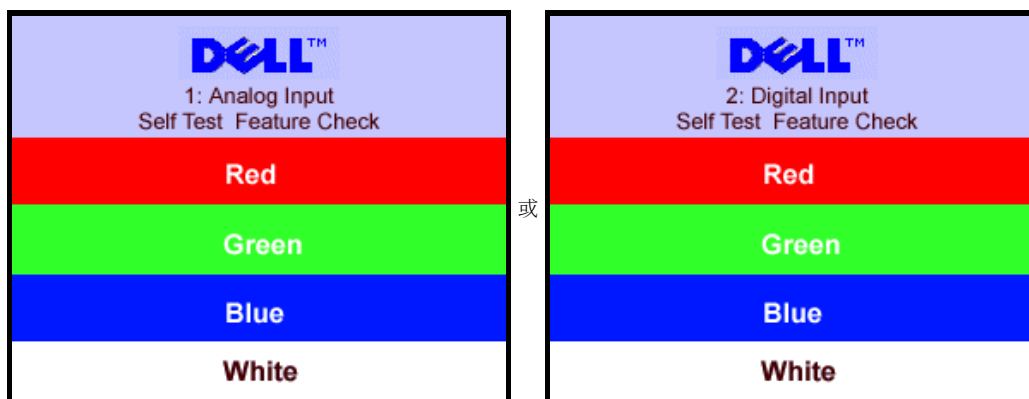 DELL™
1: Analog Input
Self Test Feature Check
Red
Green
Blue
White
或
DELL™
2: Digital Input
Self Test Feature Check
Red
Green
Blue
White